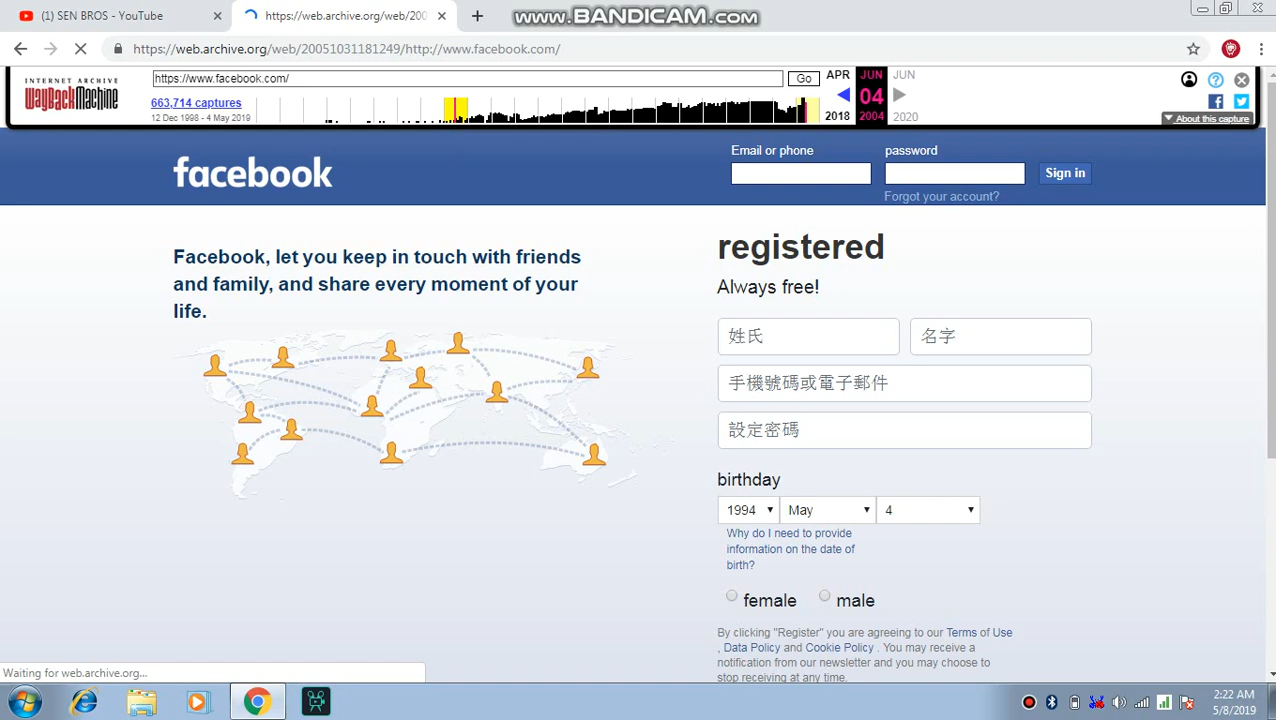 (1) SEN BROS - YouTube
https://web.archive.org/web/200
www.BANDICAM.com
https://web.archive.org/web/20051031181249/http://www.facebook.com/
INTERNET ARCHIVE
WayBackMachine
https://www.facebook.com/
Go
APR
JUN
JUN
663,714 captures
12 Dec 1998 - 4 May 2019
04
2018
2004
2020
About this capture
facebook
Email or phone
password
Sign in
Forgot your account?
Facebook, let you keep in touch with friends
and family, and share every moment of your
life.
registered
Always free!
姓氏
名字
手機號碼或電子郵件
設定密碼
birthday
1994
May
4
Why do I need to provide
information on the date of
birth?
female
male
By clicking "Register" you are agreeing to our Terms of Use
, Data Policy and Cookie Policy . You may receive a
notification from our newsletter and you may choose to
stop receiving at any time.
Waiting for web.archive.org...
2:22 AM
5/8/2019